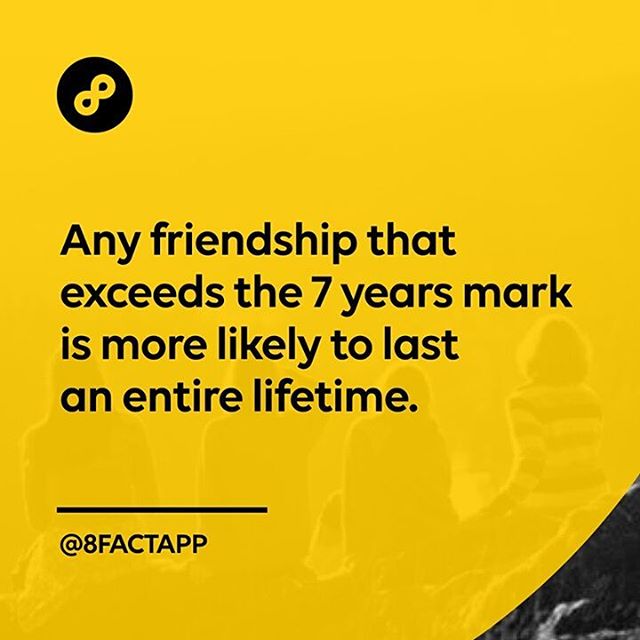 Any friendship that
exceeds the 7 years mark
is more likely to last
an entire lifetime.
@8FACTAPP